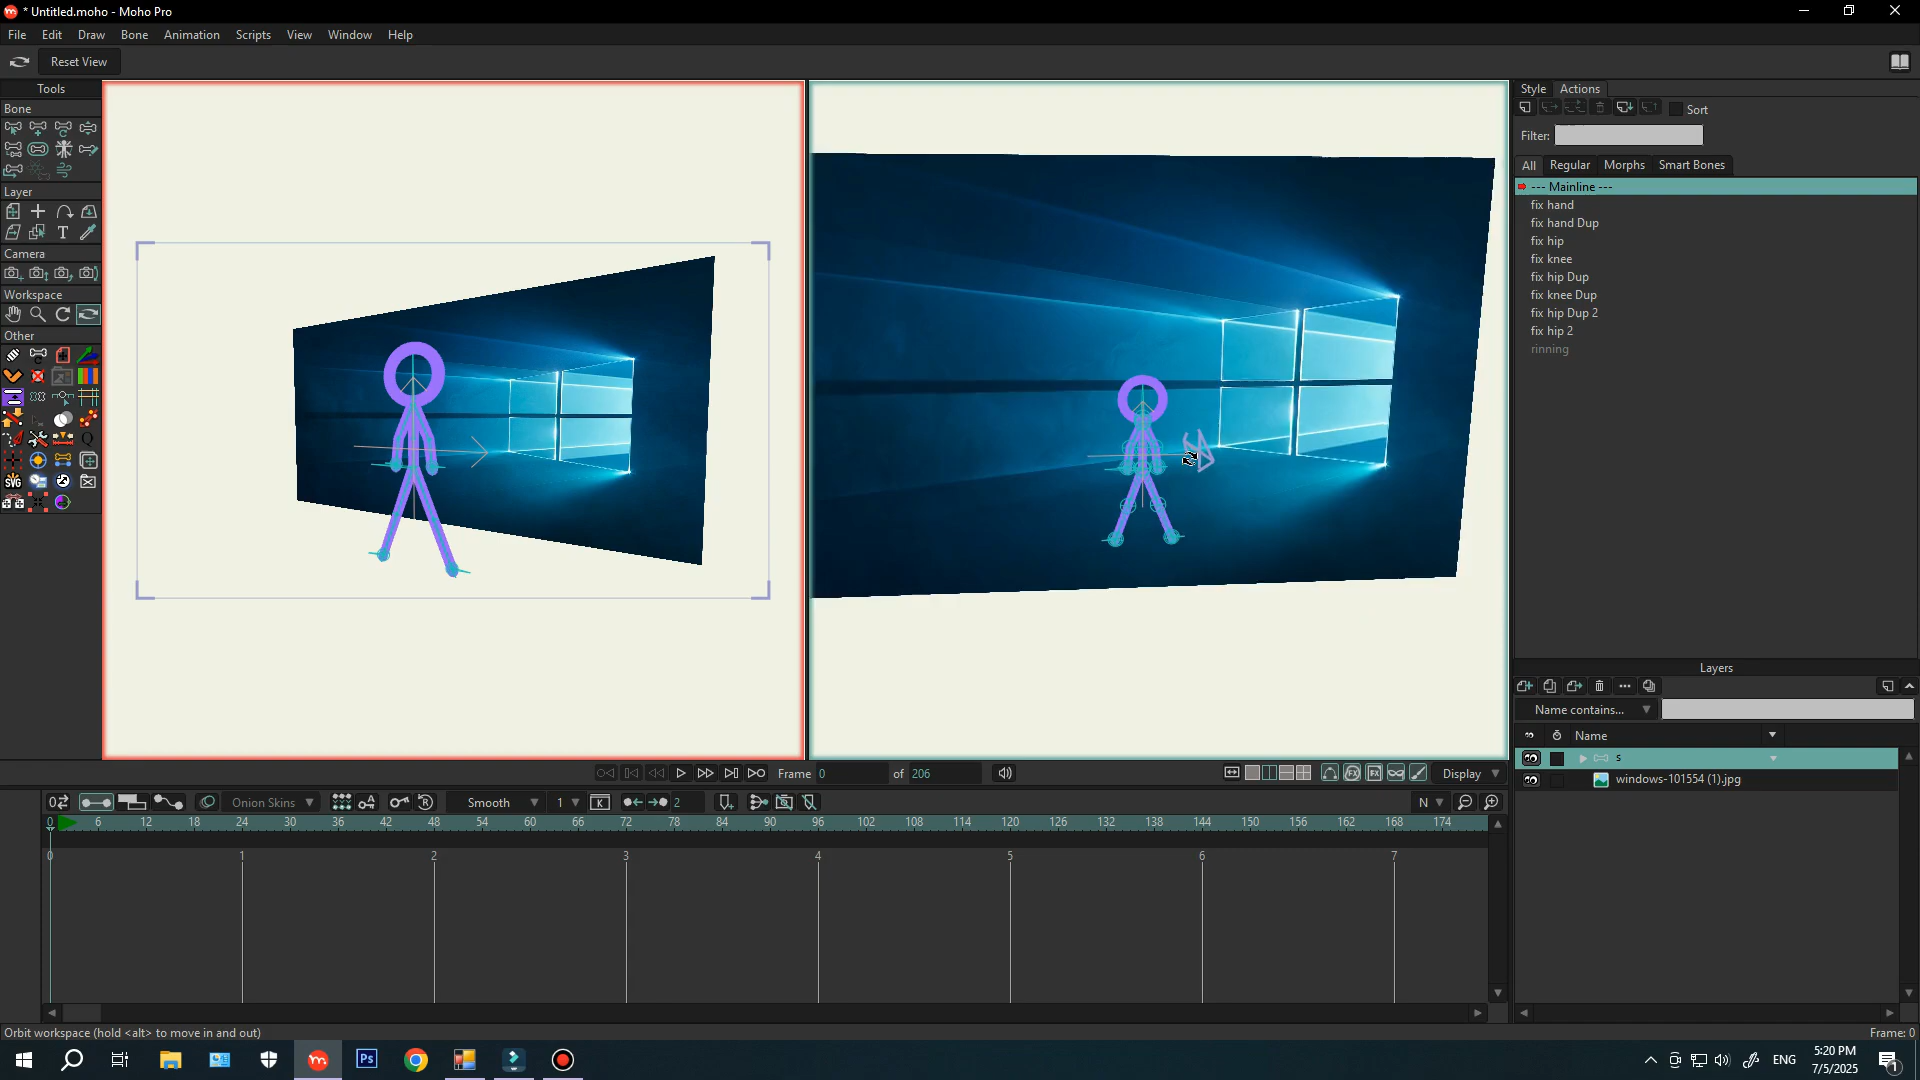 * Untitled.moho - Moho Pro
File Edit Draw Bone Animation Scripts View Window Help
Reset View
Tools
Bone
Layer
T
Camera
Workspace
Other
Q
SVG
Style Actions
Sort
Filter:
All Regular Morphs Smart Bones
--- Mainline ---
fix hand
fix hand Dup
fix hip
fix knee
fix hip Dup
fix knee Dup
fix hip Dup 2
fix hip 2
rinning
Layers
Name contains...
Name
s
windows-101554 (1).jpg
Frame 0 of 206
Display
Onion Skins Smooth 1 K 2 N
0 6 12 18 24 30 36 42 48 54 60 66 72 78 84 90 96 102 108 114 120 126 132 138 144 150 156 162 168 174
0 1 2 3 4 5 6 7
Orbit workspace (hold <alt> to move in and out)
Frame: 0
Ps
ENG
5:20 PM
7/5/2025
1